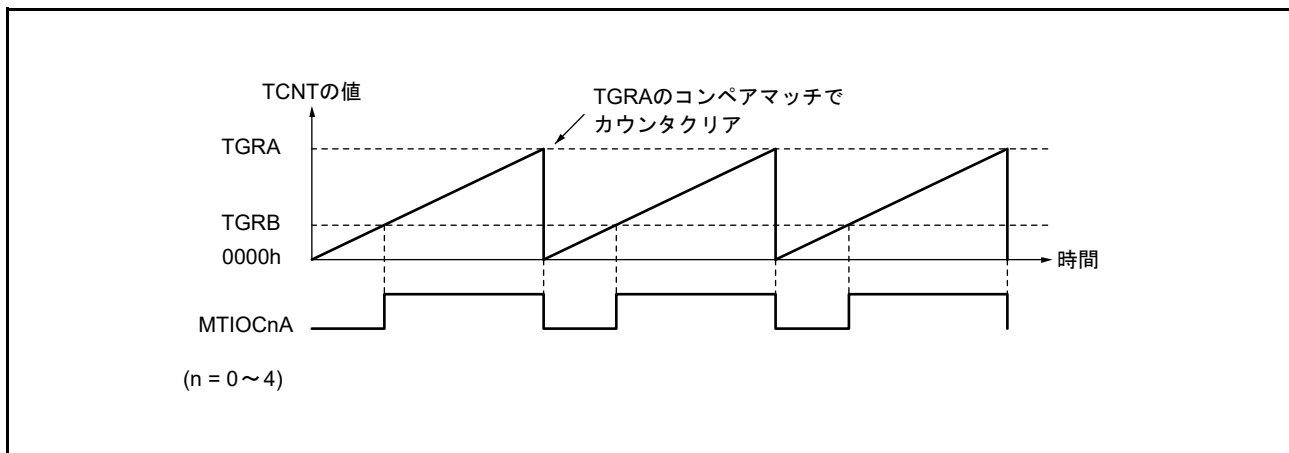 TCNTの値
TGRAのコンペアマッチで
カウンタクリア
TGRA
TGRB
0000h
時間
MTIOCnA
(n = 0～4)